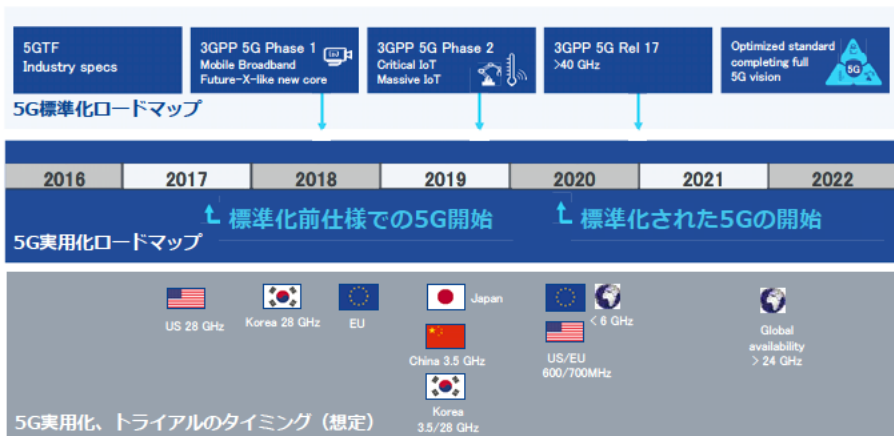 5GTF
Industry specs
3GPP 5G Phase 1
Mobile Broadband
Future-X-like new core
3GPP 5G Phase 2
Critical IoT
Massive IoT
3GPP 5G Rel 17
>40 GHz
Optimized standard
completing full
5G vision
5G
5G標準化ロードマップ
2016
2017
2018
2019
2020
2021
2022
標準化前仕様での5G開始
標準化された5Gの開始
5G実用化ロードマップ
US 28 GHz
Korea 28 GHz
EU
Japan
China 3.5 GHz
Korea
3.5/28 GHz
< 6 GHz
US/EU
600/700MHz
Global
availability
> 24 GHz
5G実用化、トライアルのタイミング（想定）